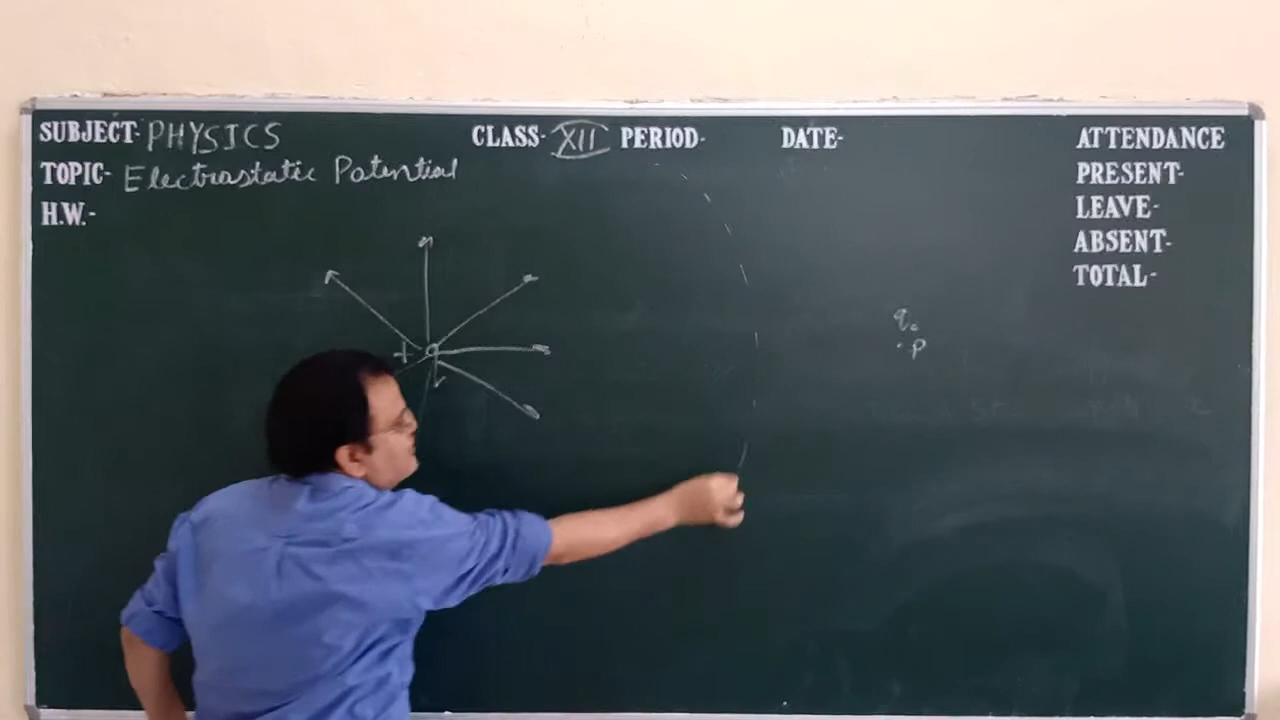 SUBJECT- PHYSICS CLASS- XII PERIOD- DATE- ATTENDANCE
TOPIC- Electrostatic Potential PRESENT-
H.W.- LEAVE-
ABSENT-
TOTAL-
q₀
+
. P